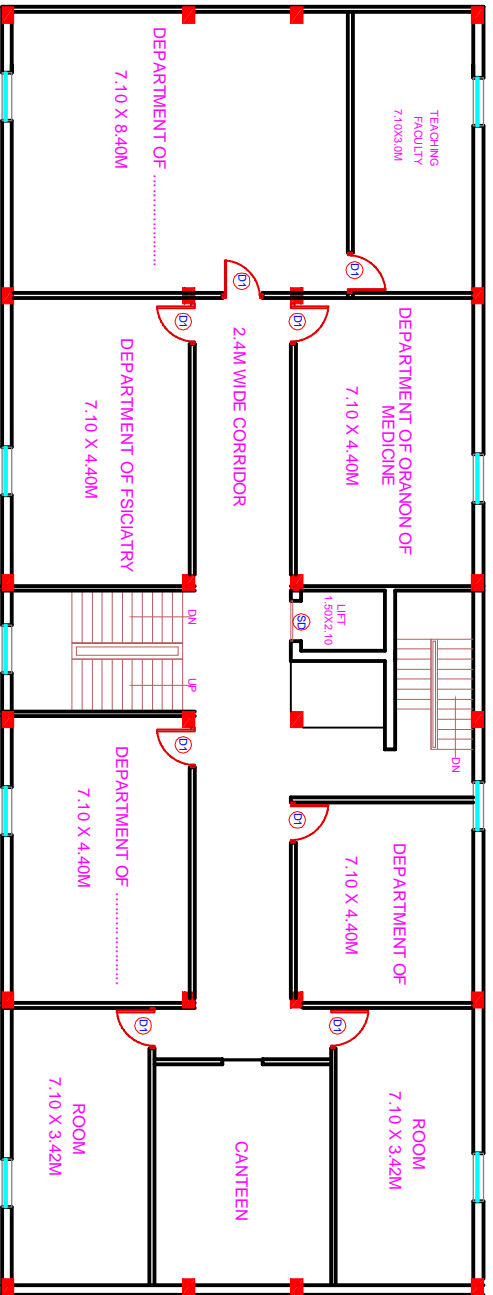 TEACHING
FACULTY
7.10X3.0M
DEPARTMENT OF ...................
7.10 X 8.40M
D1
D1
D1
D1
DEPARTMENT OF ORANON OF
MEDICINE
7.10 X 4.40M
2.4M WIDE CORRIDOR
DEPARTMENT OF FSICIATRY
7.10 X 4.40M
LIFT
1.50X2.10
SD
DN
UP
DN
D1
D1
DEPARTMENT OF
7.10 X 4.40M
DEPARTMENT OF ...................
7.10 X 4.40M
D1
D1
ROOM
7.10 X 3.42M
CANTEEN
ROOM
7.10 X 3.42M